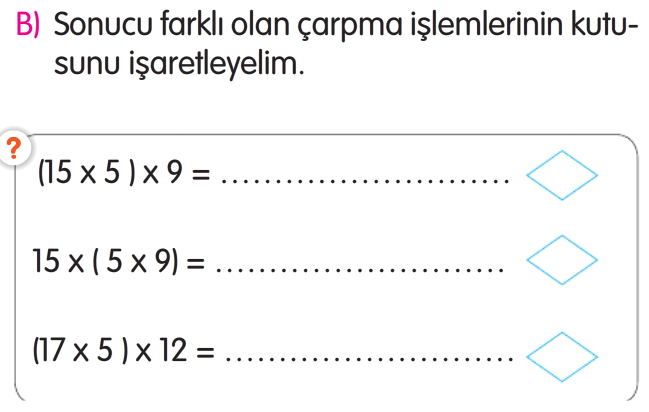 B) Sonucu farklı olan çarpma işlemlerinin kutu-
sunu işaretleyelim.
?
(15 x 5 ) x 9 = ...........................
15 x ( 5 x 9) = ...........................
(17 x 5 ) x 12 = ...........................